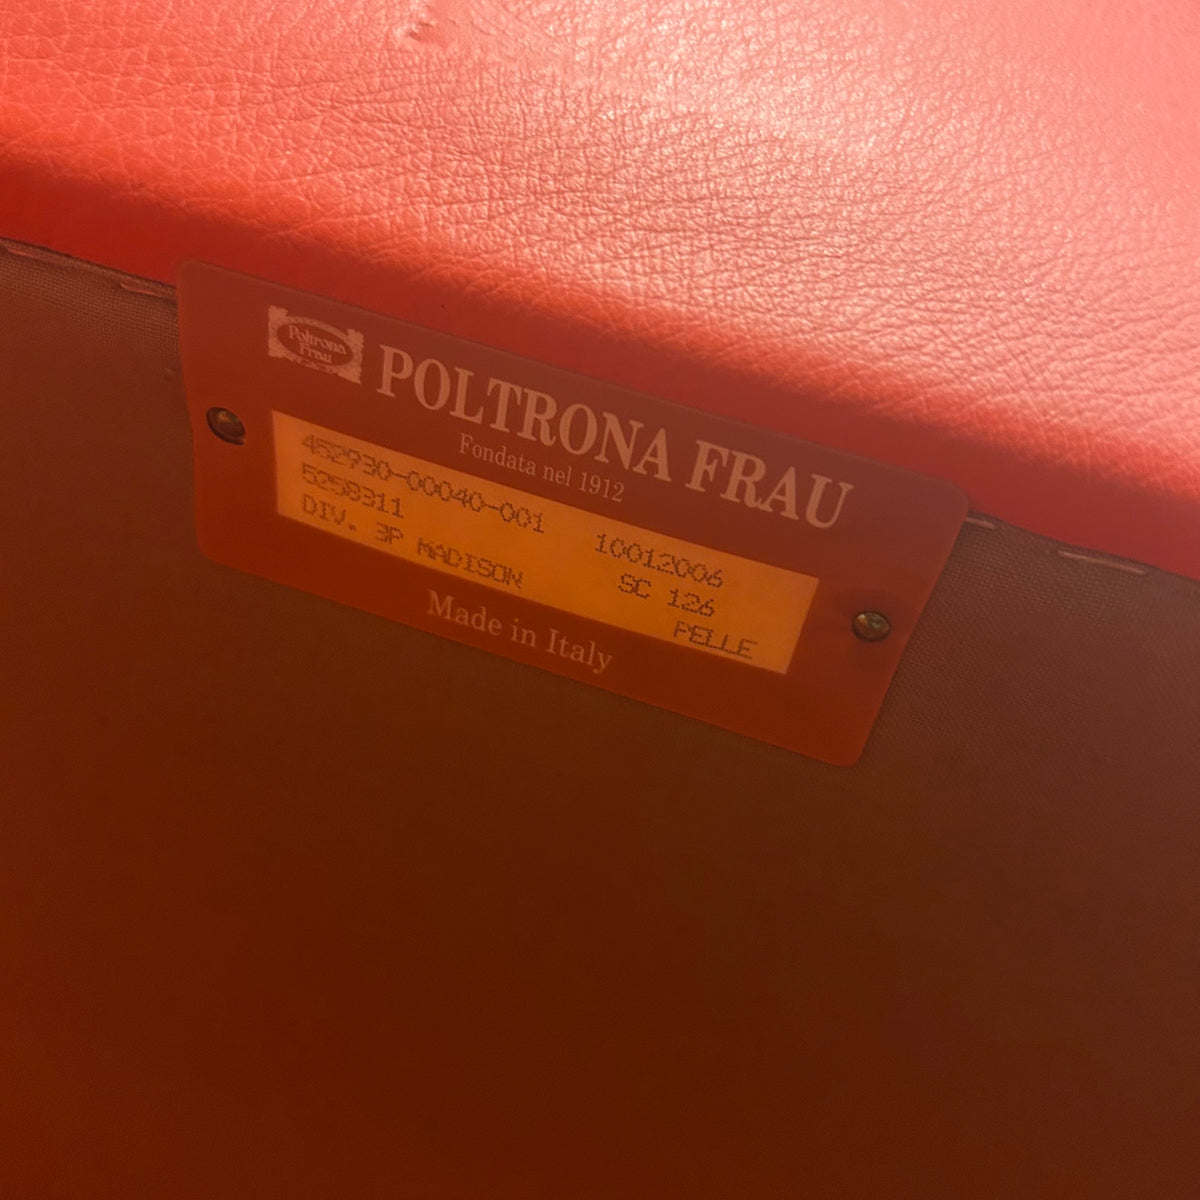 Poltrona
Frau
POLTRONA FRAU
Fondata nel 1912
452930-00040-001 10012006
5258311 SC 126
DIV. 3P MADISON PELLE
Made in Italy